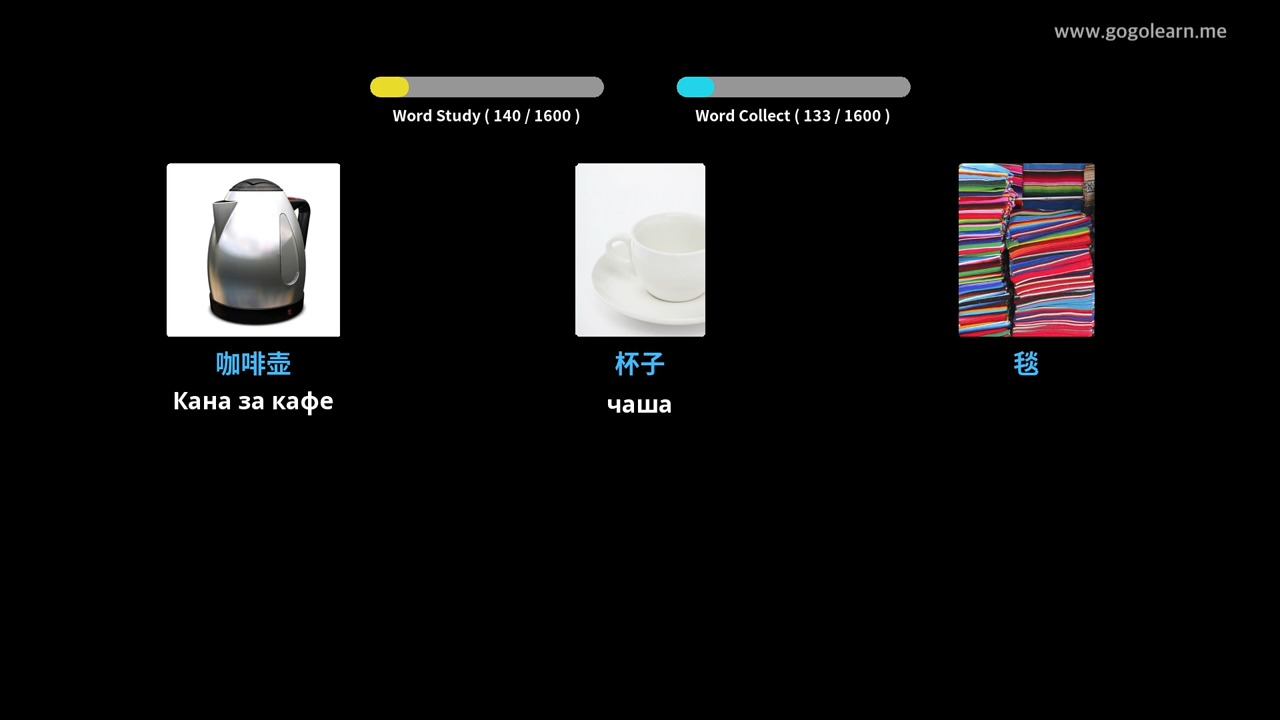 www.gogolearn.me
Word Study ( 140 / 1600 )
Word Collect ( 133 / 1600 )
咖啡壶
Кана за кафе
杯子
чаша
毯